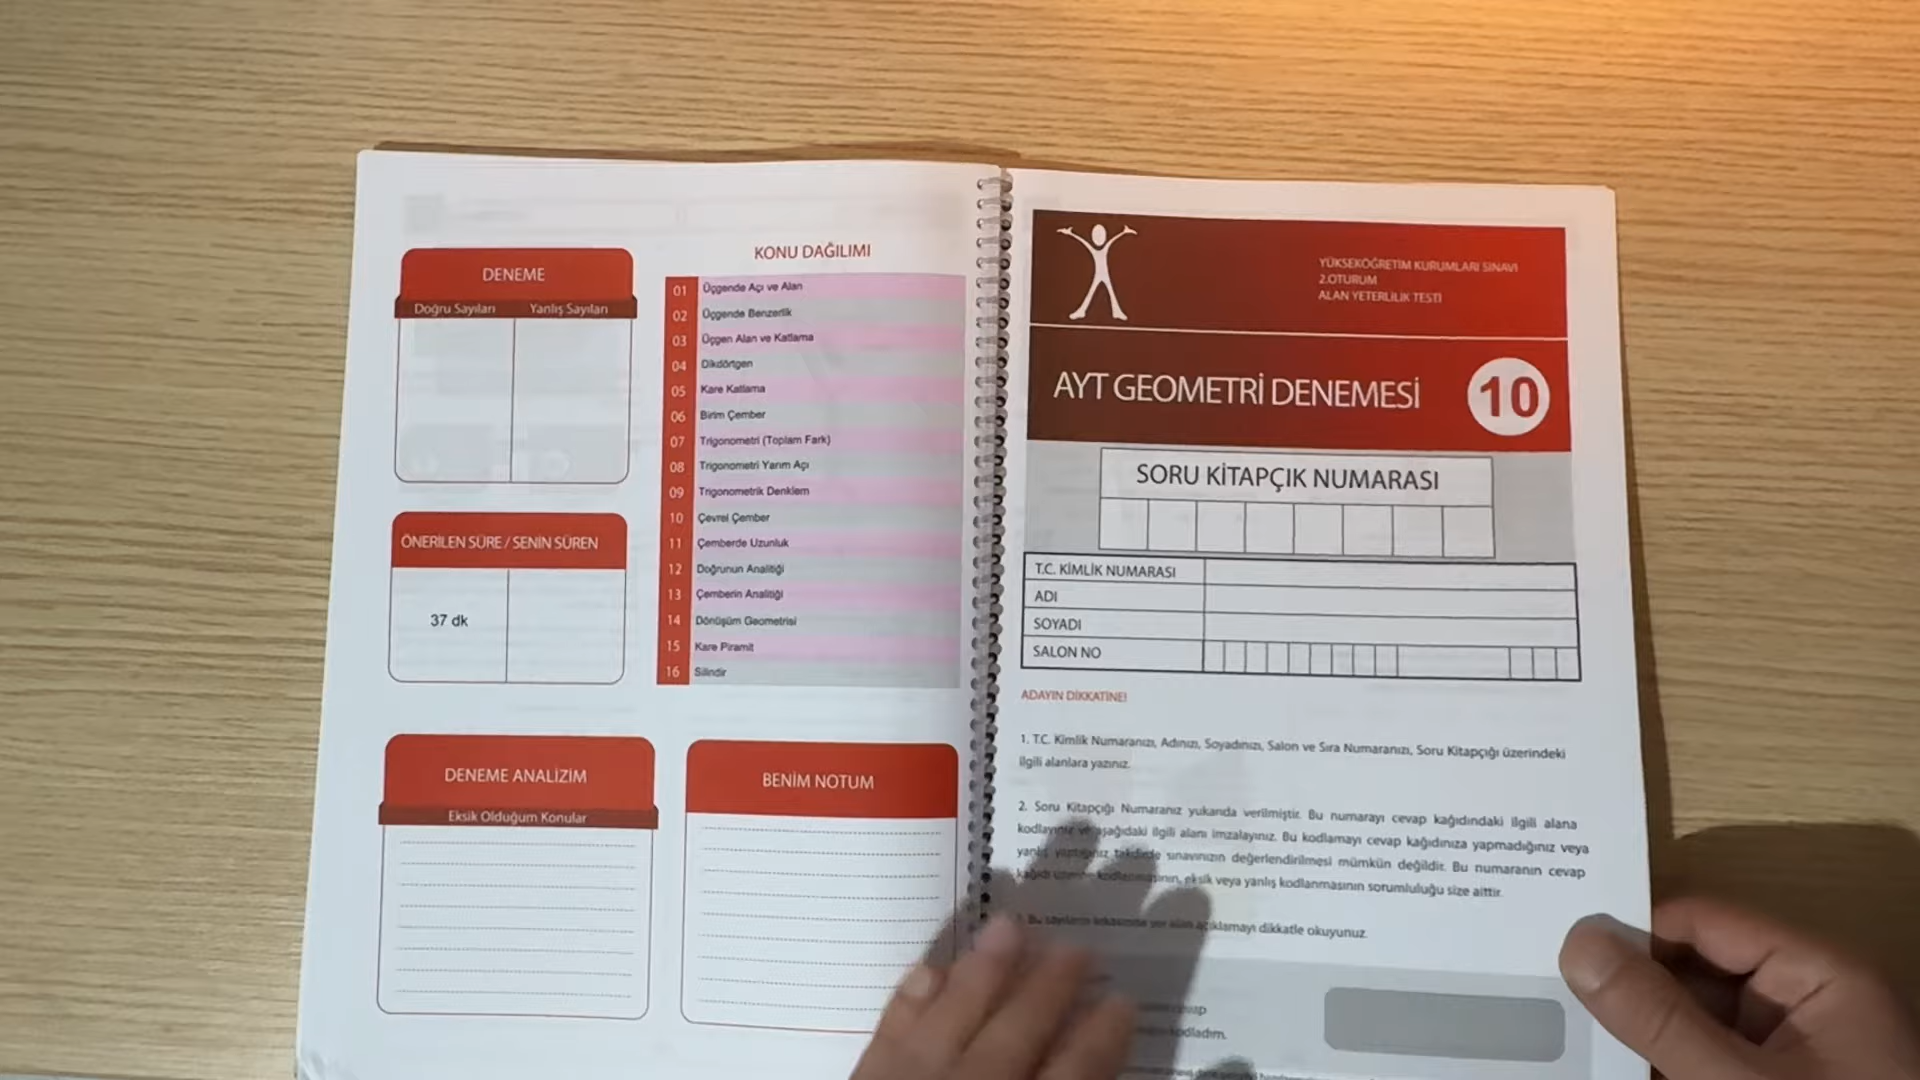 DENEME
Doğru Sayıları Yanlış Sayıları
ÖNERİLEN SÜRE / SENİN SÜREN
37 dk
KONU DAĞILIMI
01 Üçgende Açı ve Alan
02 Üçgende Benzerlik
03 Üçgen Alan ve Katlama
04 Dikdörtgen
05 Kare Katlama
06 Birim Çember
07 Trigonometri (Toplam Fark)
08 Trigonometri Yarım Açı
09 Trigonometrik Denklem
10 Çevrel Çember
11 Çemberde Uzunluk
12 Doğrunun Analitiği
13 Çemberin Analitiği
14 Dönüşüm Geometrisi
15 Kare Piramit
16 Silindir
DENEME ANALİZİM
Eksik Olduğum Konular
BENİM NOTUM
YÜKSEKÖĞRETİM KURUMLARI SINAVI
2.OTURUM
ALAN YETERLİLİK TESTİ
AYT GEOMETRİ DENEMESİ 10
SORU KİTAPÇIK NUMARASI
T.C. KİMLİK NUMARASI
ADI
SOYADI
SALON NO
ADAYIN DİKKATİNE!
1. T.C. Kimlik Numaranızı, Adınızı, Soyadınızı, Salon ve Sıra Numaranızı, Soru Kitapçığı üzerindeki
ilgili alanlara yazınız.
2. Soru Kitapçığı Numaranız yukarıda verilmiştir. Bu numarayı cevap kağıdındaki ilgili alana
aşağıdaki ilgili alanı imzalayınız. Bu kodlamayı cevap kağıdınıza yapmadığınız veya
yanlış yaptığınız takdirde sınavınızın değerlendirilmesi mümkün değildir. Bu numaranın cevap
kağıdı kodlanmasının, eksik veya yanlış kodlanmasının sorumluluğu size aittir.
açıklamayı dikkatle okuyunuz.
kodladım.